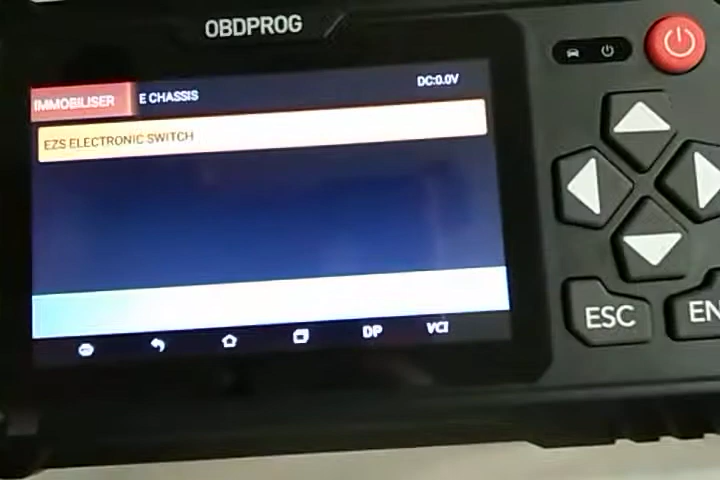 OBDPROG
IMMOBILISER E CHASSIS DC:0.0V
EZS ELECTRONIC SWITCH
DP VCI
ESC
EN